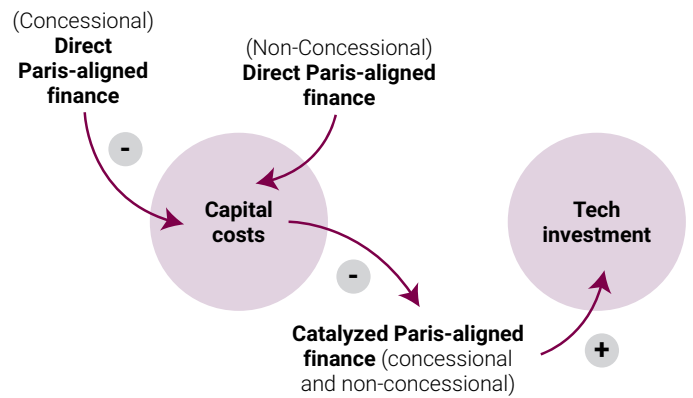 (Concessional)
Direct
Paris-aligned
finance
(Non-Concessional)
Direct Paris-aligned
finance
-
Capital
costs
Tech
investment
-
Catalyzed Paris-aligned
finance (concessional
and non-concessional)
+